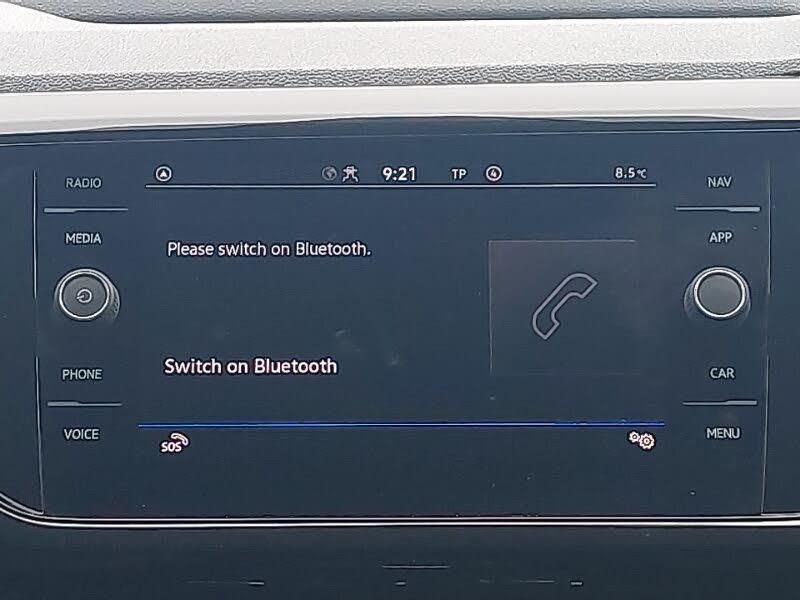 RADIO
9:21 TP 4 8.5°C
NAV
MEDIA
APP
Please switch on Bluetooth.
PHONE
Switch on Bluetooth
CAR
VOICE
SOS
MENU